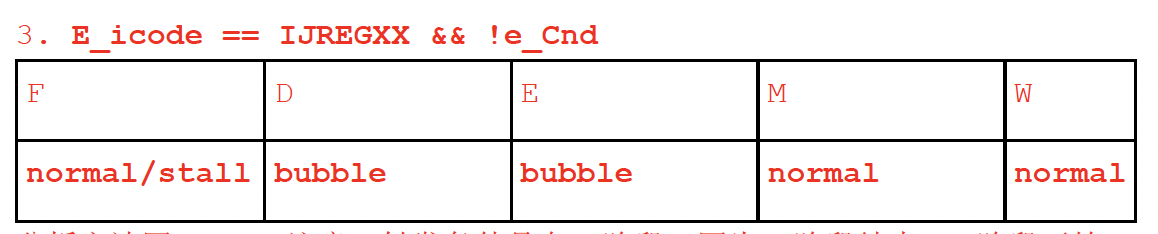 3. E_icode == IJREGXX && !e_Cnd
F D E M W
normal/stall bubble bubble normal normal